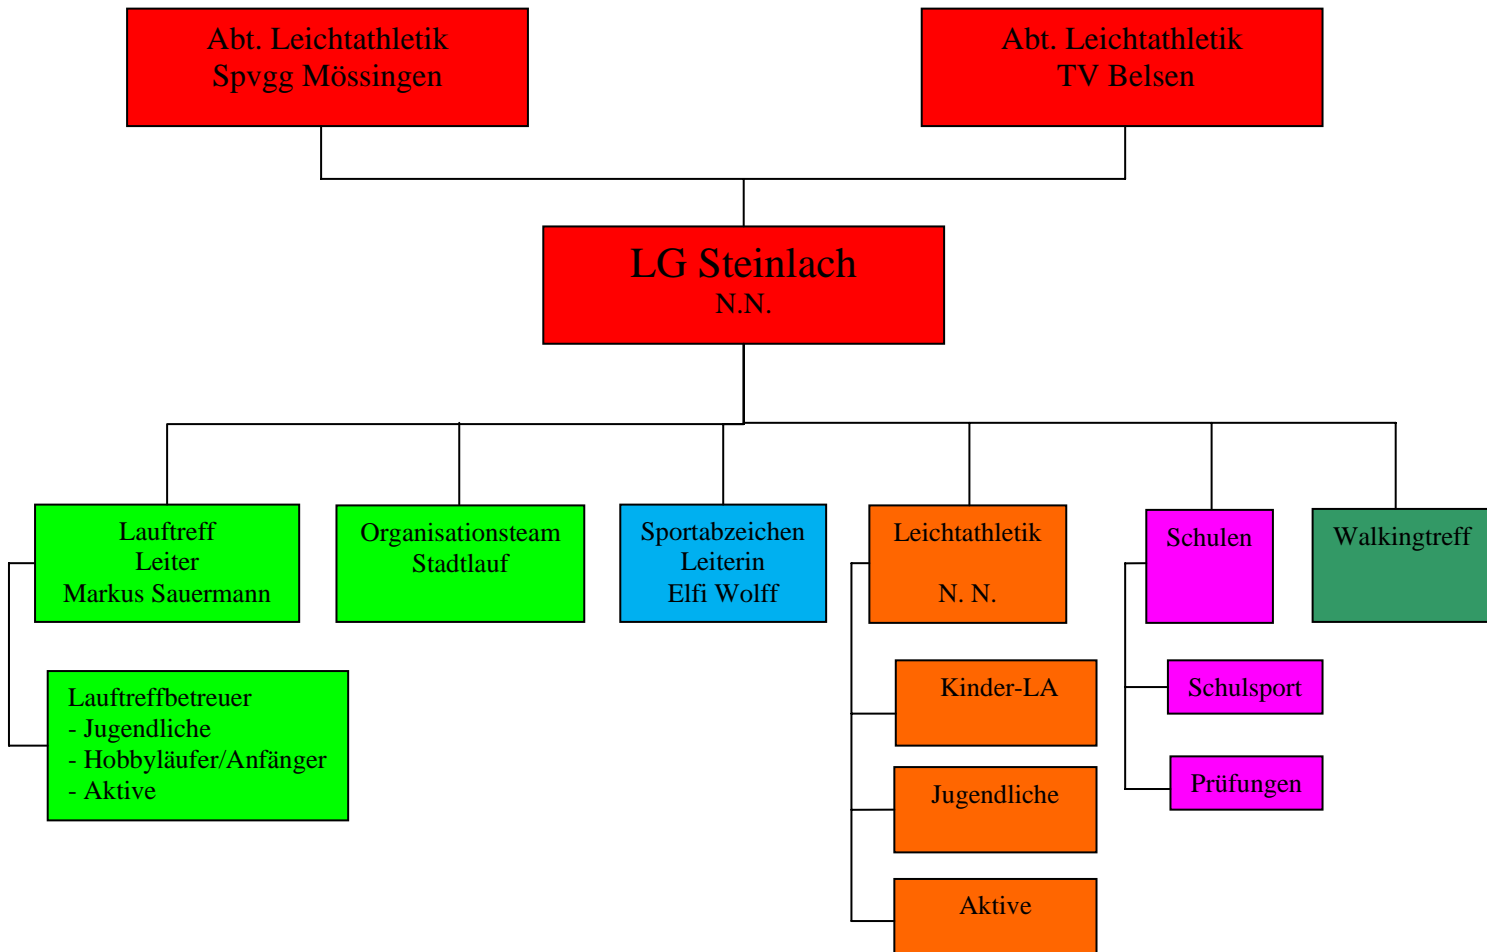 Abt. Leichtathletik
Spvgg Mössingen
Abt. Leichtathletik
TV Belsen
LG Steinlach
N.N.
Lauftreff
Leiter
Markus Sauermann
Organisationsteam
Stadtlauf
Sportabzeichen
Leiterin
Elfi Wolff
Leichtathletik
N. N.
Schulen
Walkingtreff
Lauftreffbetreuer
- Jugendliche
- Hobbyläufer/Anfänger
- Aktive
Kinder-LA
Jugendliche
Aktive
Schulsport
Prüfungen